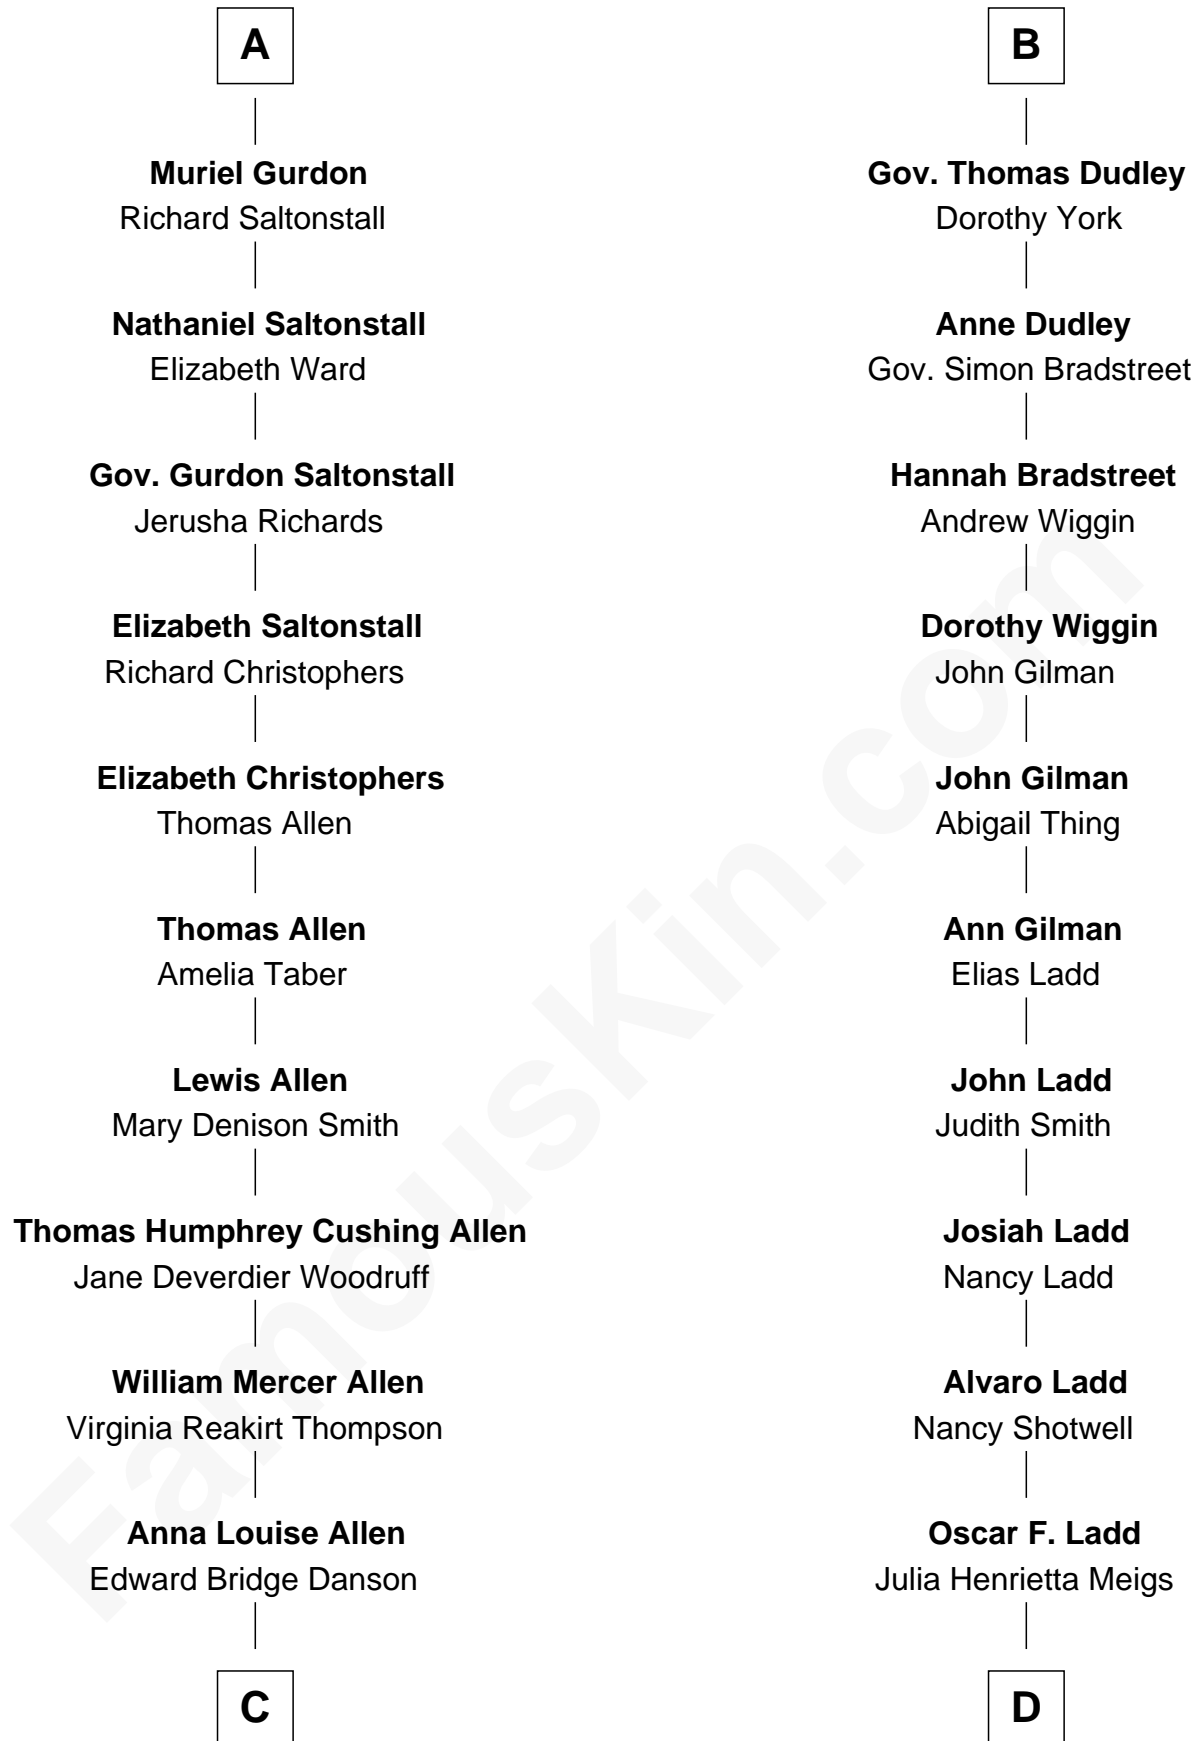 A
Muriel Gurdon
Richard Saltonstall
Nathaniel Saltonstall
Elizabeth Ward
Gov. Gurdon Saltonstall
Jerusha Richards
Elizabeth Saltonstall
Richard Christophers
Elizabeth Christophers
Thomas Allen
Thomas Allen
Amelia Taber
Lewis Allen
Mary Denison Smith
Thomas Humphrey Cushing Allen
Jane Deverdier Woodruff
William Mercer Allen
Virginia Reakirt Thompson
Anna Louise Allen
Edward Bridge Danson
C
B
Gov. Thomas Dudley
Dorothy York
Anne Dudley
Gov. Simon Bradstreet
Hannah Bradstreet
Andrew Wiggin
Dorothy Wiggin
John Gilman
John Gilman
Abigail Thing
Ann Gilman
Elias Ladd
John Ladd
Judith Smith
Josiah Ladd
Nancy Ladd
Alvaro Ladd
Nancy Shotwell
Oscar F. Ladd
Julia Henrietta Meigs
D
FamousKin.com